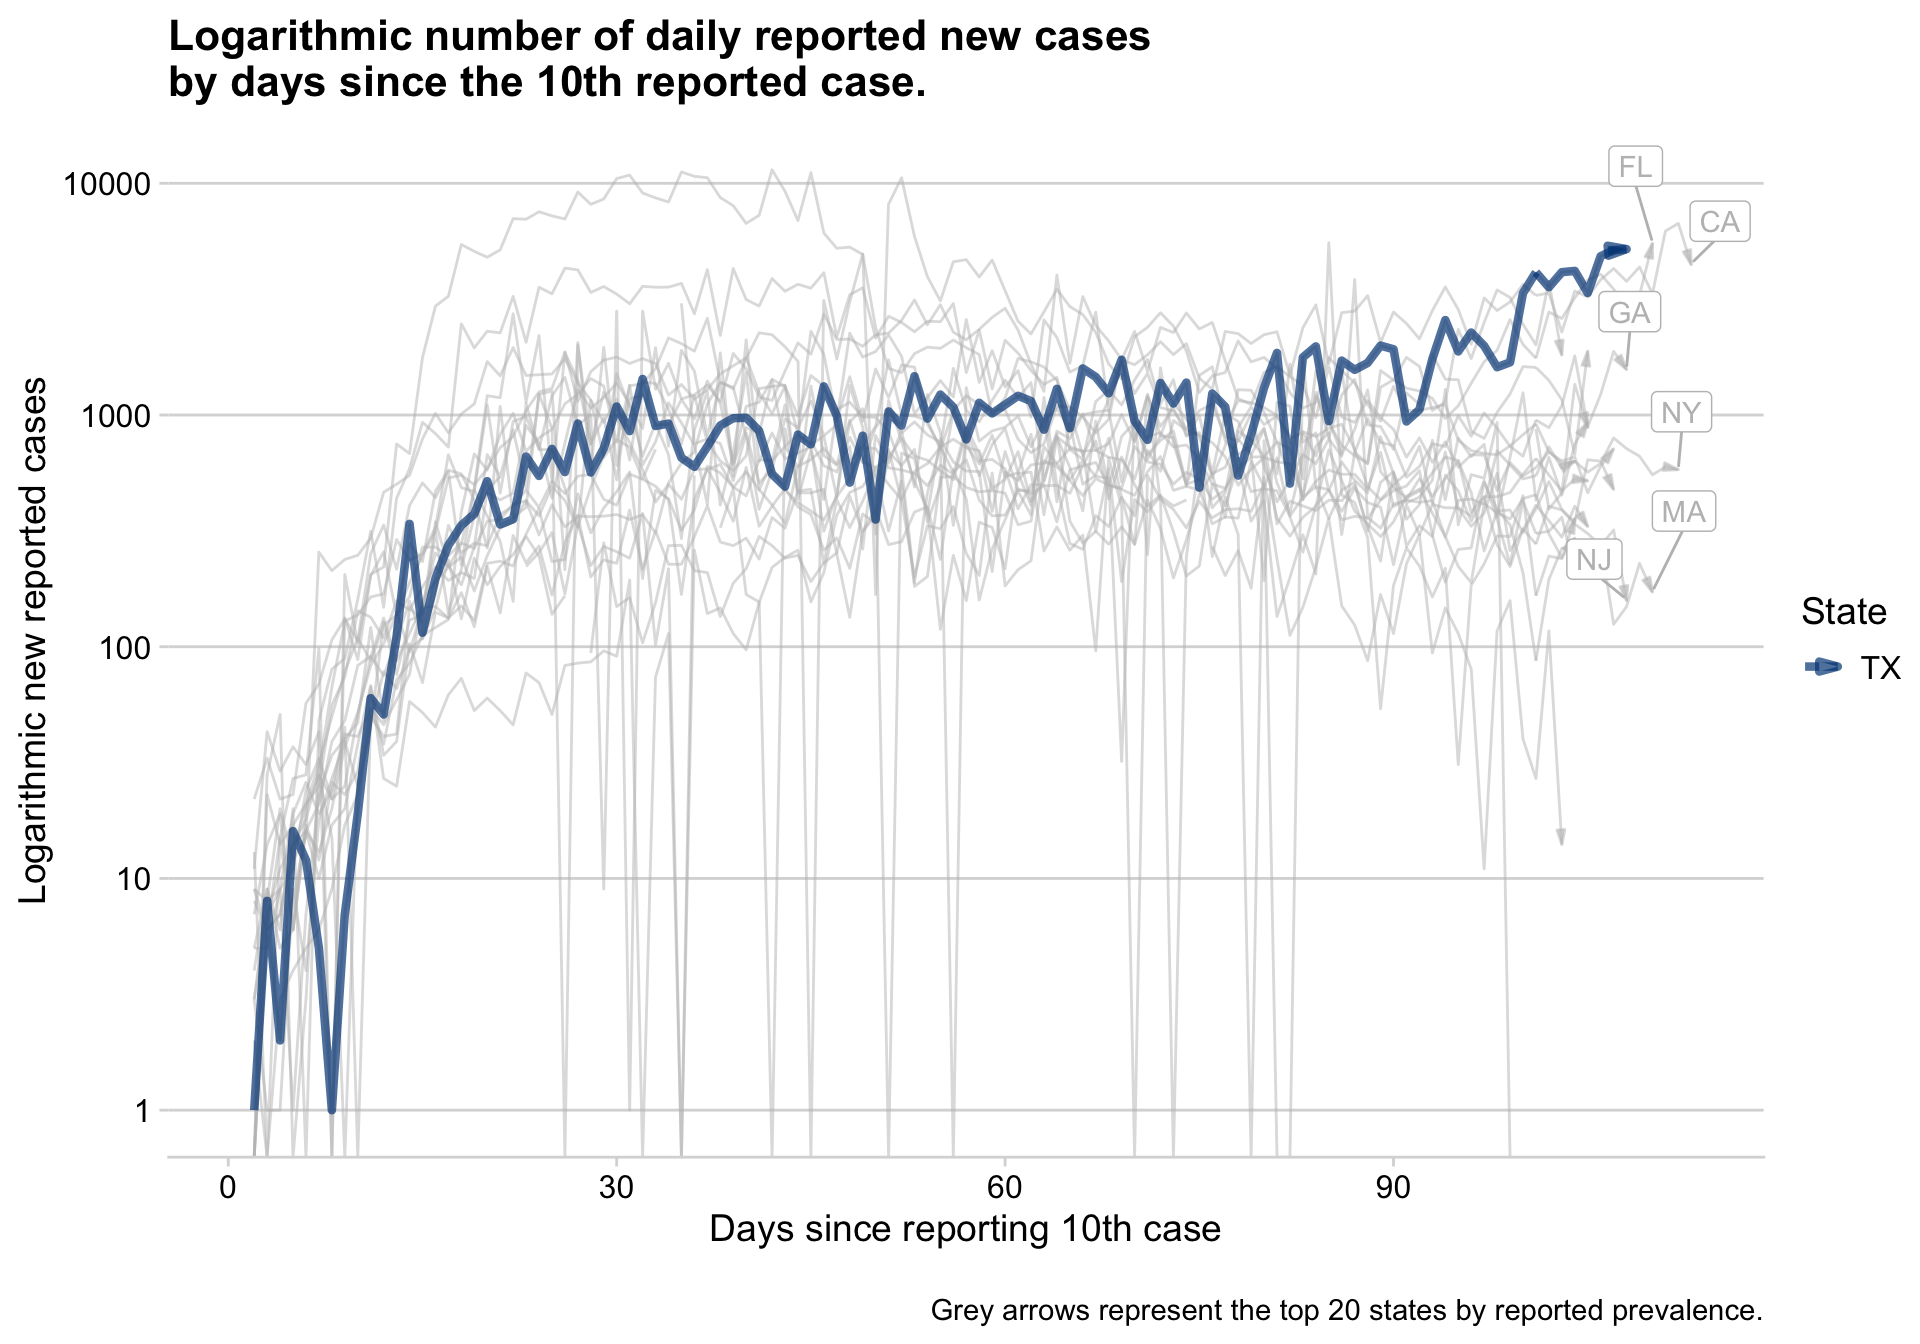 Logarithmic number of daily reported new cases
by days since the 10th reported case.
Logarithmic new reported cases
10000
1000
100
10
1
FL
CA
GA
NY
MA
NJ
State
TX
0
30
60
90
Days since reporting 10th case
Grey arrows represent the top 20 states by reported prevalence.